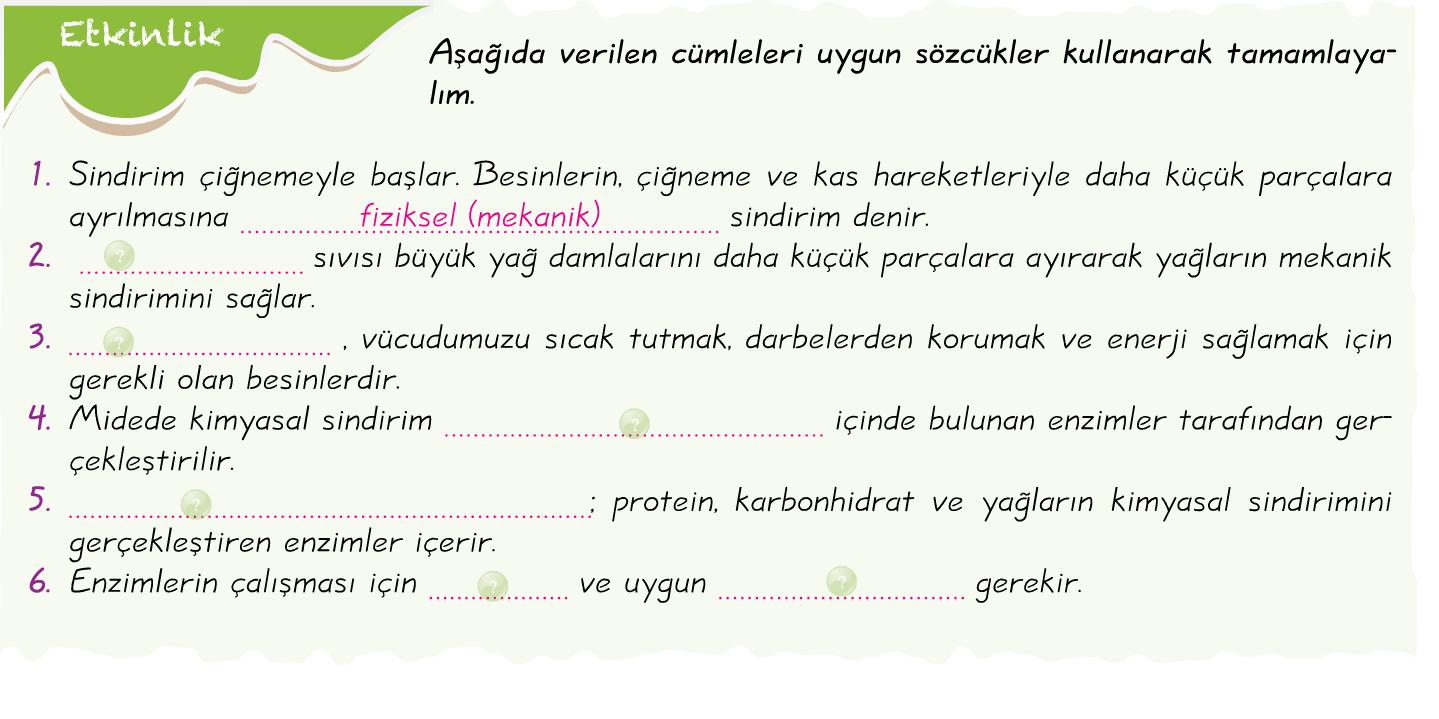 Etkinlik
Aşağıda verilen cümleleri uygun sözcükler kullanarak tamamlaya-
lım.
1. Sindirim çiğnemeyle başlar. Besinlerin, çiğneme ve kas hareketleriyle daha küçük parçalara
ayrılmasına fiziksel (mekanik) sindirim denir.
2. ? sıvısı büyük yağ damlalarını daha küçük parçalara ayırarak yağların mekanik
sindirimini sağlar.
3. ? , vücudumuzu sıcak tutmak, darbelerden korumak ve enerji sağlamak için
gerekli olan besinlerdir.
4. Midede kimyasal sindirim ? içinde bulunan enzimler tarafından ger-
çekleştirilir.
5. ? ; protein, karbonhidrat ve yağların kimyasal sindirimini
gerçekleştiren enzimler içerir.
6. Enzimlerin çalışması için ? ve uygun ? gerekir.